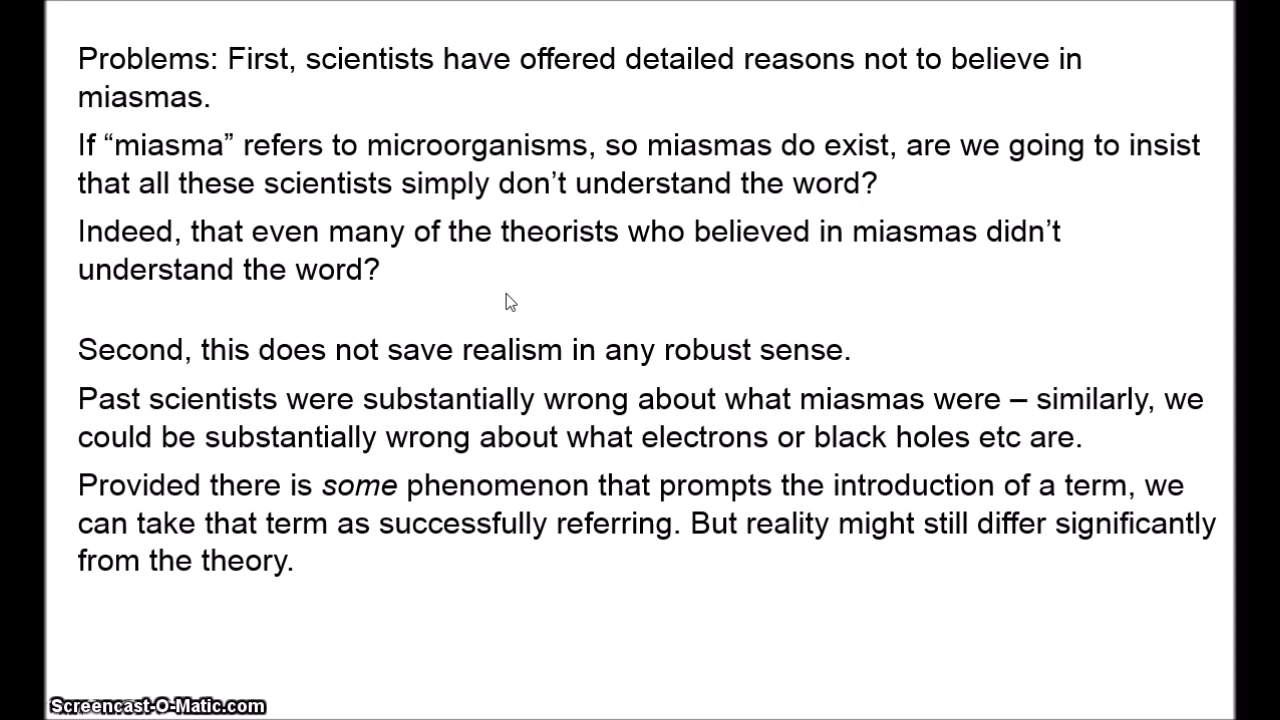 Problems: First, scientists have offered detailed reasons not to believe in
miasmas.
If “miasma” refers to microorganisms, so miasmas do exist, are we going to insist
that all these scientists simply don’t understand the word?
Indeed, that even many of the theorists who believed in miasmas didn’t
understand the word?
Second, this does not save realism in any robust sense.
Past scientists were substantially wrong about what miasmas were – similarly, we
could be substantially wrong about what electrons or black holes etc are.
Provided there is some phenomenon that prompts the introduction of a term, we
can take that term as successfully referring. But reality might still differ significantly
from the theory.
Screencast-O-Matic.com